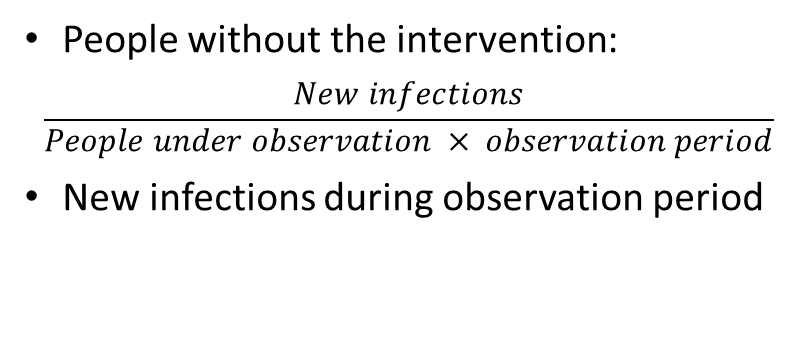 • People without the intervention:
New infections
People under observation × observation period
• New infections during observation period